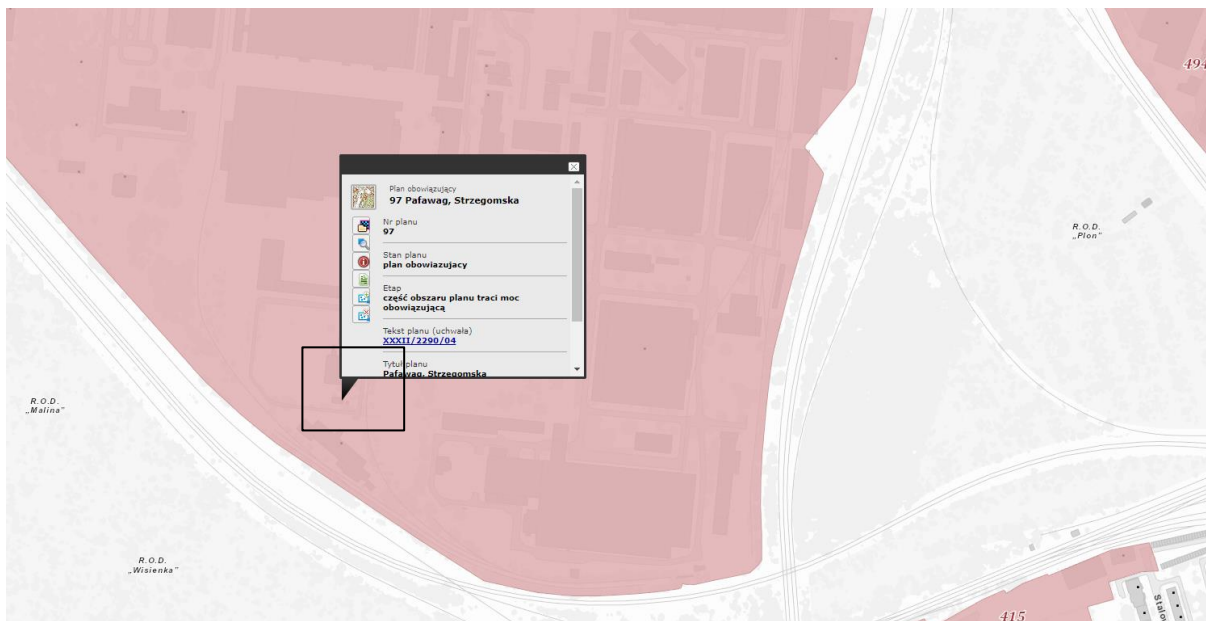 494
Plan obowiązujący
97 Pafawag, Strzegomska
Nr planu
97
Stan planu
plan obowiazujacy
Etap
część obszaru planu traci moc
obowiązującą
Tekst planu (uchwała)
XXXII/2290/04
Tytuł planu
Pafawag, Strzegomska
R.O.D.
„Plon”
R.O.D.
„Malina”
R.O.D.
„Wisienka”
415